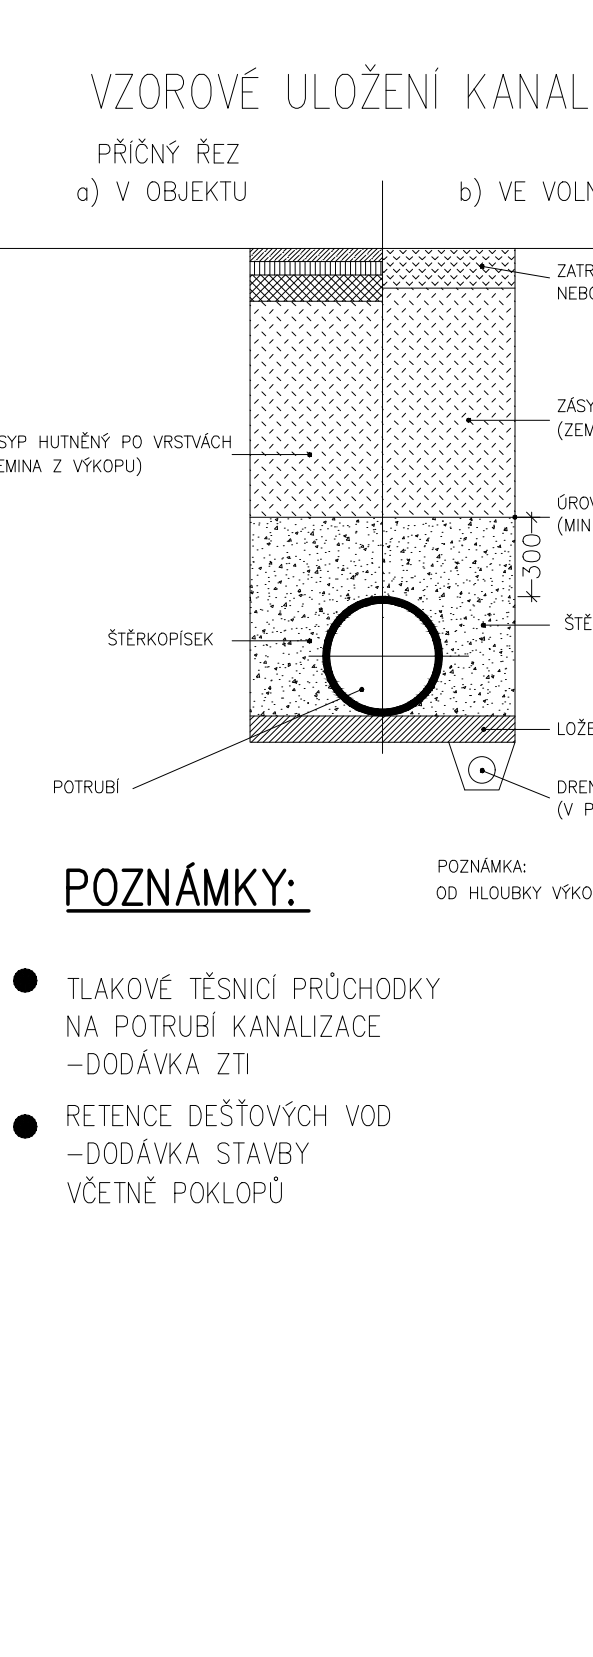 VZOROVÉ ULOŽENÍ KANAL
PŘÍČNÝ ŘEZ
a) V OBJEKTU
b) VE VOLN
ZATR
NEBO
ZÁSY
(ZEM
SYP HUTNĚNÝ PO VRSTVÁCH
EMINA Z VÝKOPU)
ÚROV
(MIN
300
ŠTĚ
ŠTĚRKOPÍSEK
LOŽE
POTRUBÍ
DREN
(V P
POZNÁMKA:
OD HLOUBKY VÝKO
POZNÁMKY:
TLAKOVÉ TĚSNICÍ PRŮCHODKY
NA POTRUBÍ KANALIZACE
–DODÁVKA ZTI
RETENCE DEŠŤOVÝCH VOD
–DODÁVKA STAVBY
VČETNĚ POKLOPŮ